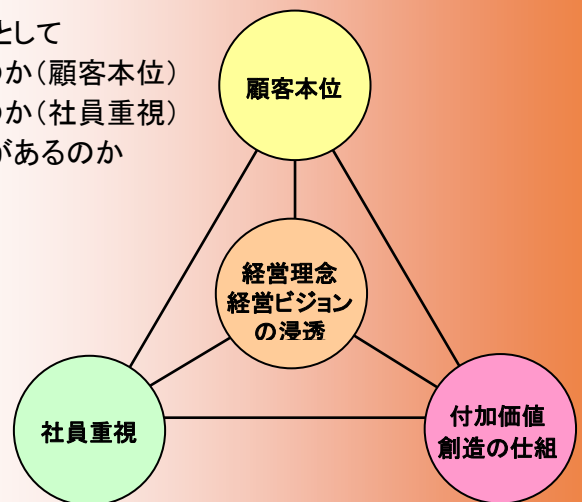 として
のか（顧客本位）
のか（社員重視）
があるのか
顧客本位
経営理念
経営ビジョン
の浸透
社員重視
付加価値
創造の仕組